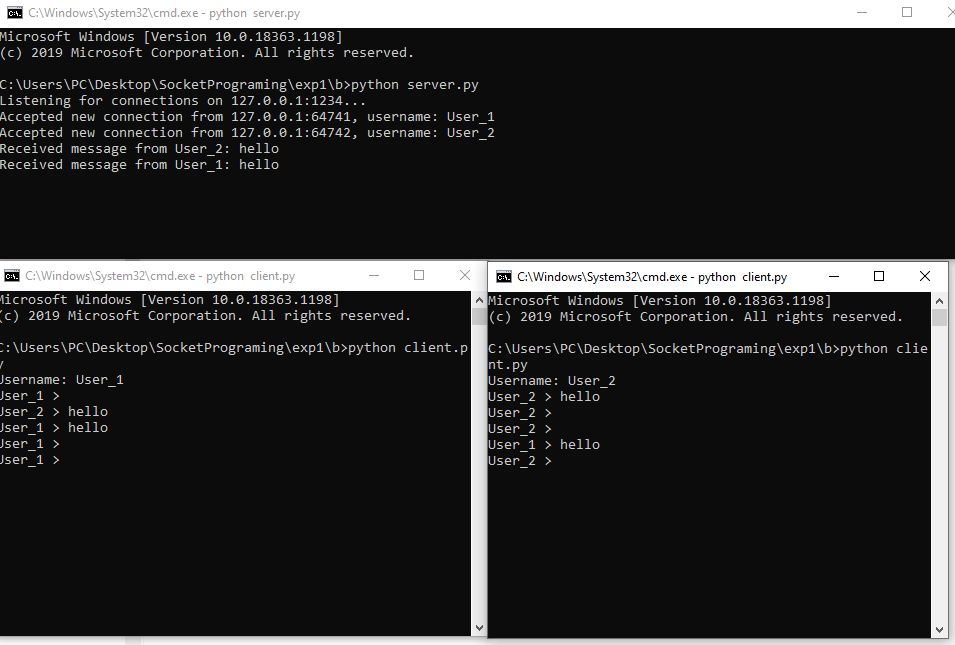 C:\Windows\System32\cmd.exe - python server.py
Microsoft Windows [Version 10.0.18363.1198]
(c) 2019 Microsoft Corporation. All rights reserved.
C:\Users\PC\Desktop\SocketPrograming\exp1\b>python server.py
Listening for connections on 127.0.0.1:1234...
Accepted new connection from 127.0.0.1:64741, username: User_1
Accepted new connection from 127.0.0.1:64742, username: User_2
Received message from User_2: hello
Received message from User_1: hello
C:\Windows\System32\cmd.exe - python client.py
Microsoft Windows [Version 10.0.18363.1198]
(c) 2019 Microsoft Corporation. All rights reserved.
C:\Users\PC\Desktop\SocketPrograming\exp1\b>python client.p
y
Username: User_1
User_1 >
User_2 > hello
User_1 > hello
User_1 >
User_1 >
C:\Windows\System32\cmd.exe - python client.py
Microsoft Windows [Version 10.0.18363.1198]
(c) 2019 Microsoft Corporation. All rights reserved.
C:\Users\PC\Desktop\SocketPrograming\exp1\b>python clie
nt.py
Username: User_2
User_2 > hello
User_2 >
User_2 >
User_1 > hello
User_2 >